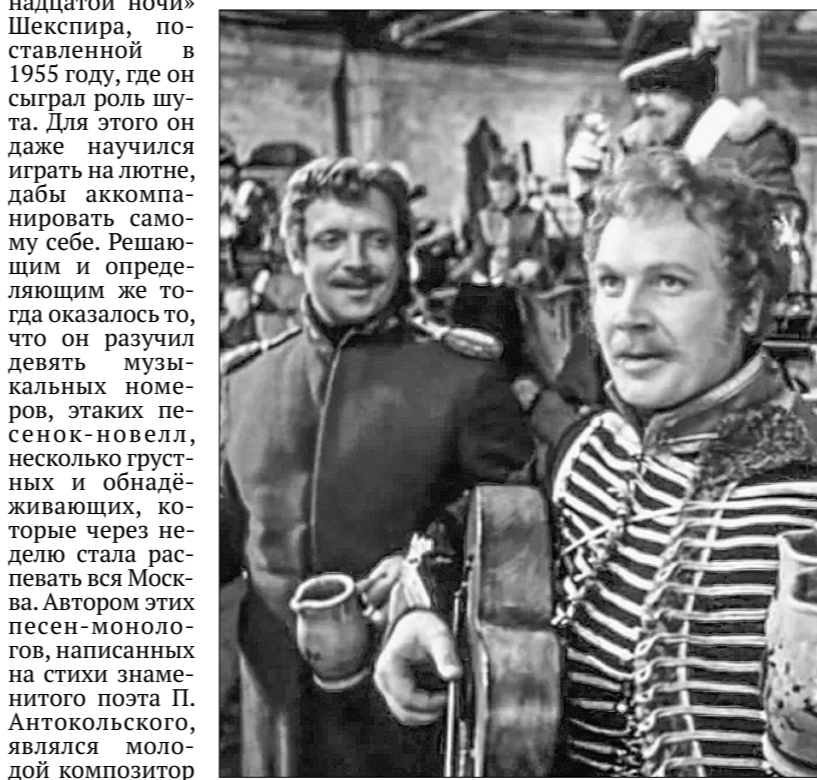 надцатой ночи»
Шекспира, по-
ставленной в
1955 году, где он
сыграл роль шу-
та. Для этого он
даже научился
играть на лютне,
дабы аккомпа-
нировать само-
му себе. Решаю-
щим и опреде-
ляющим же то-
гда оказалось то,
что он разучил
девять музы-
кальных номе-
ров, этаких пе-
сенок-новелл,
несколько груст-
ных и обнадё-
живающих, ко-
торые через не-
делю стала рас-
певать вся Моск-
ва. Автором этих
песен-моноло-
гов, написанных
на стихи знаме-
нитого поэта П.
Антокольского,
являлся моло-
дой композитор